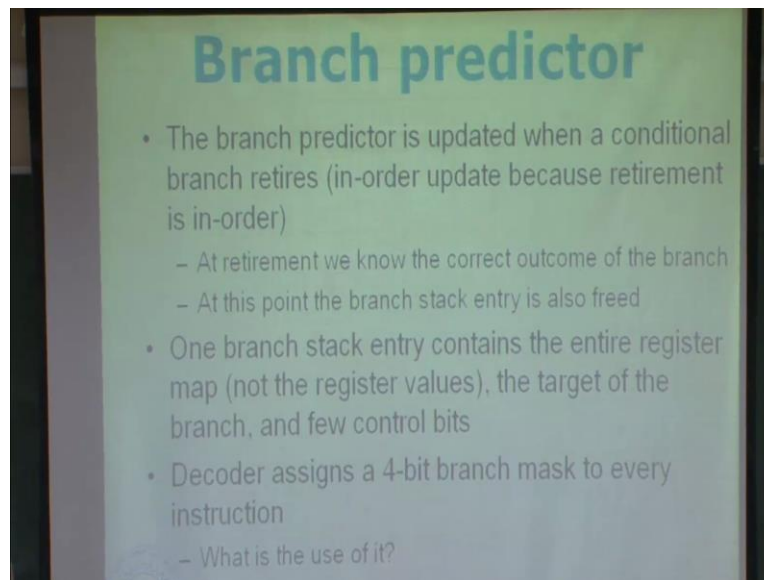 Branch predictor
• The branch predictor is updated when a conditional
branch retires (in-order update because retirement
is in-order)
– At retirement we know the correct outcome of the branch
– At this point the branch stack entry is also freed
• One branch stack entry contains the entire register
map (not the register values), the target of the
branch, and few control bits
• Decoder assigns a 4-bit branch mask to every
instruction
– What is the use of it?